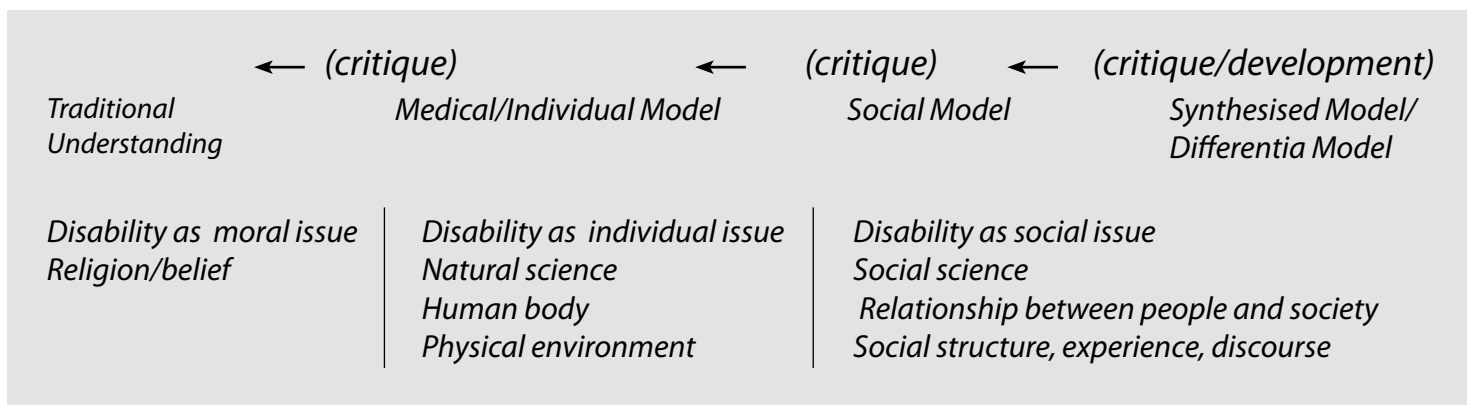 ← (critique) ← (critique) ← (critique/development)
Traditional Understanding
Medical/Individual Model
Social Model
Synthesised Model/
Differentia Model
Disability as moral issue
Religion/belief
Disability as individual issue
Natural science
Human body
Physical environment
Disability as social issue
Social science
Relationship between people and society
Social structure, experience, discourse